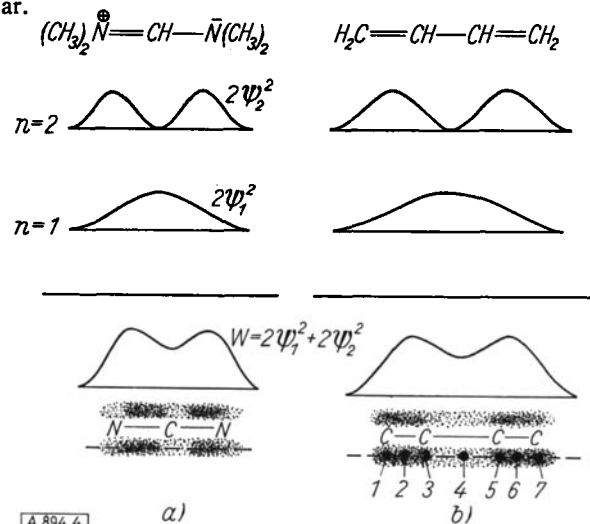 ar.
(CH₃)₂N⊕═CH—N̄(CH₃)₂ H₂C═CH—CH═CH₂
n=2 2ψ₂²
n=1 2ψ₁²
W=2ψ₁²+2ψ₂²
N—C—N C—C—C—C
1 2 3 4 5 6 7
A 894.4 a) b)